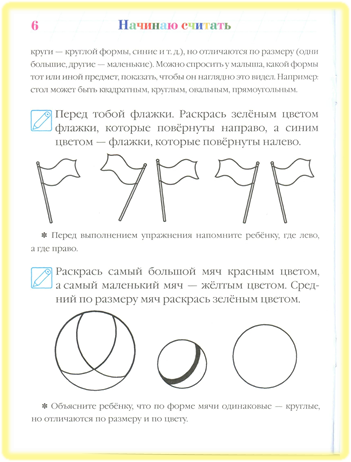 6 Начинаю считать
круги — круглой формы, синие и т. д.), но отличаются по размеру (одни
большие, другие — маленькие). Можно спросить у малыша, какой формы
тот или иной предмет, показать, чтобы он наглядно это видел. Например
стол может быть квадратным, круглым, овальным, прямоугольным.
Перед тобой флажки. Раскрась зелёным цветом
флажки, которые повёрнуты направо, а синим
цветом — флажки, которые повёрнуты налево.
✱ Перед выполнением упражнения напомните ребёнку, где лево,
а где право.
Раскрась самый большой мяч красным цветом,
а самый маленький мяч — жёлтым цветом. Сред-
ний по размеру мяч раскрась зелёным цветом.
✱ Объясните ребёнку, что по форме мячи одинаковые — круглые,
но отличаются по размеру и по цвету.